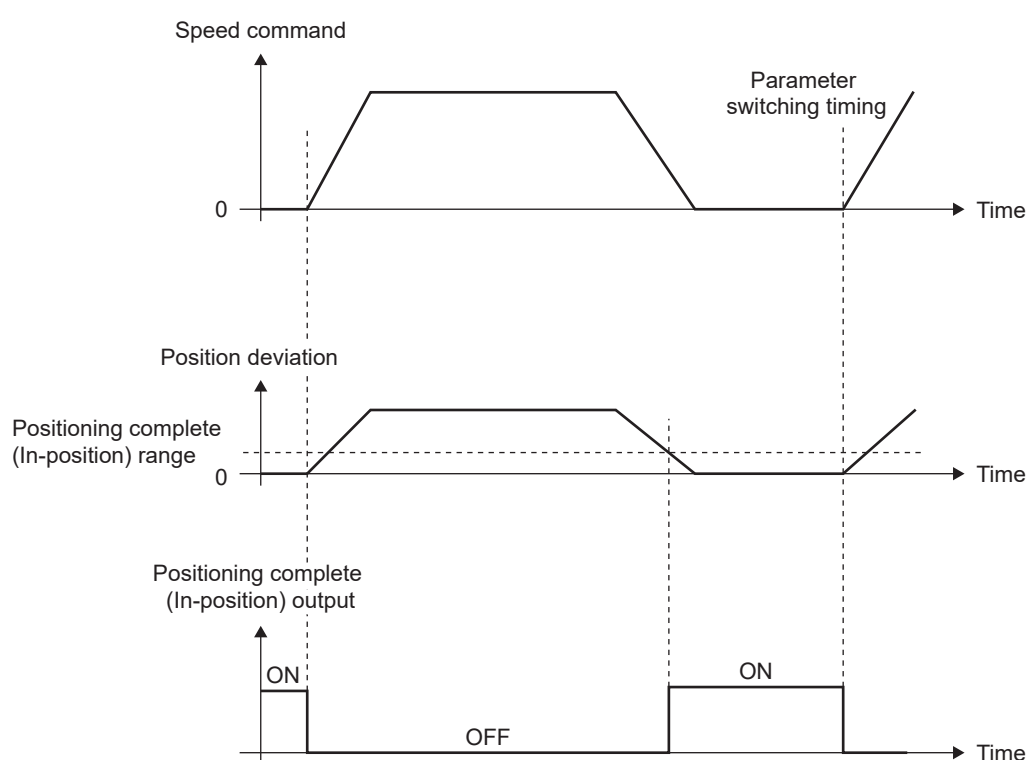 Speed command
Parameter
switching timing
0
Time
Position deviation
Positioning complete
(In-position) range
0
Time
Positioning complete
(In-position) output
ON
ON
OFF
Time